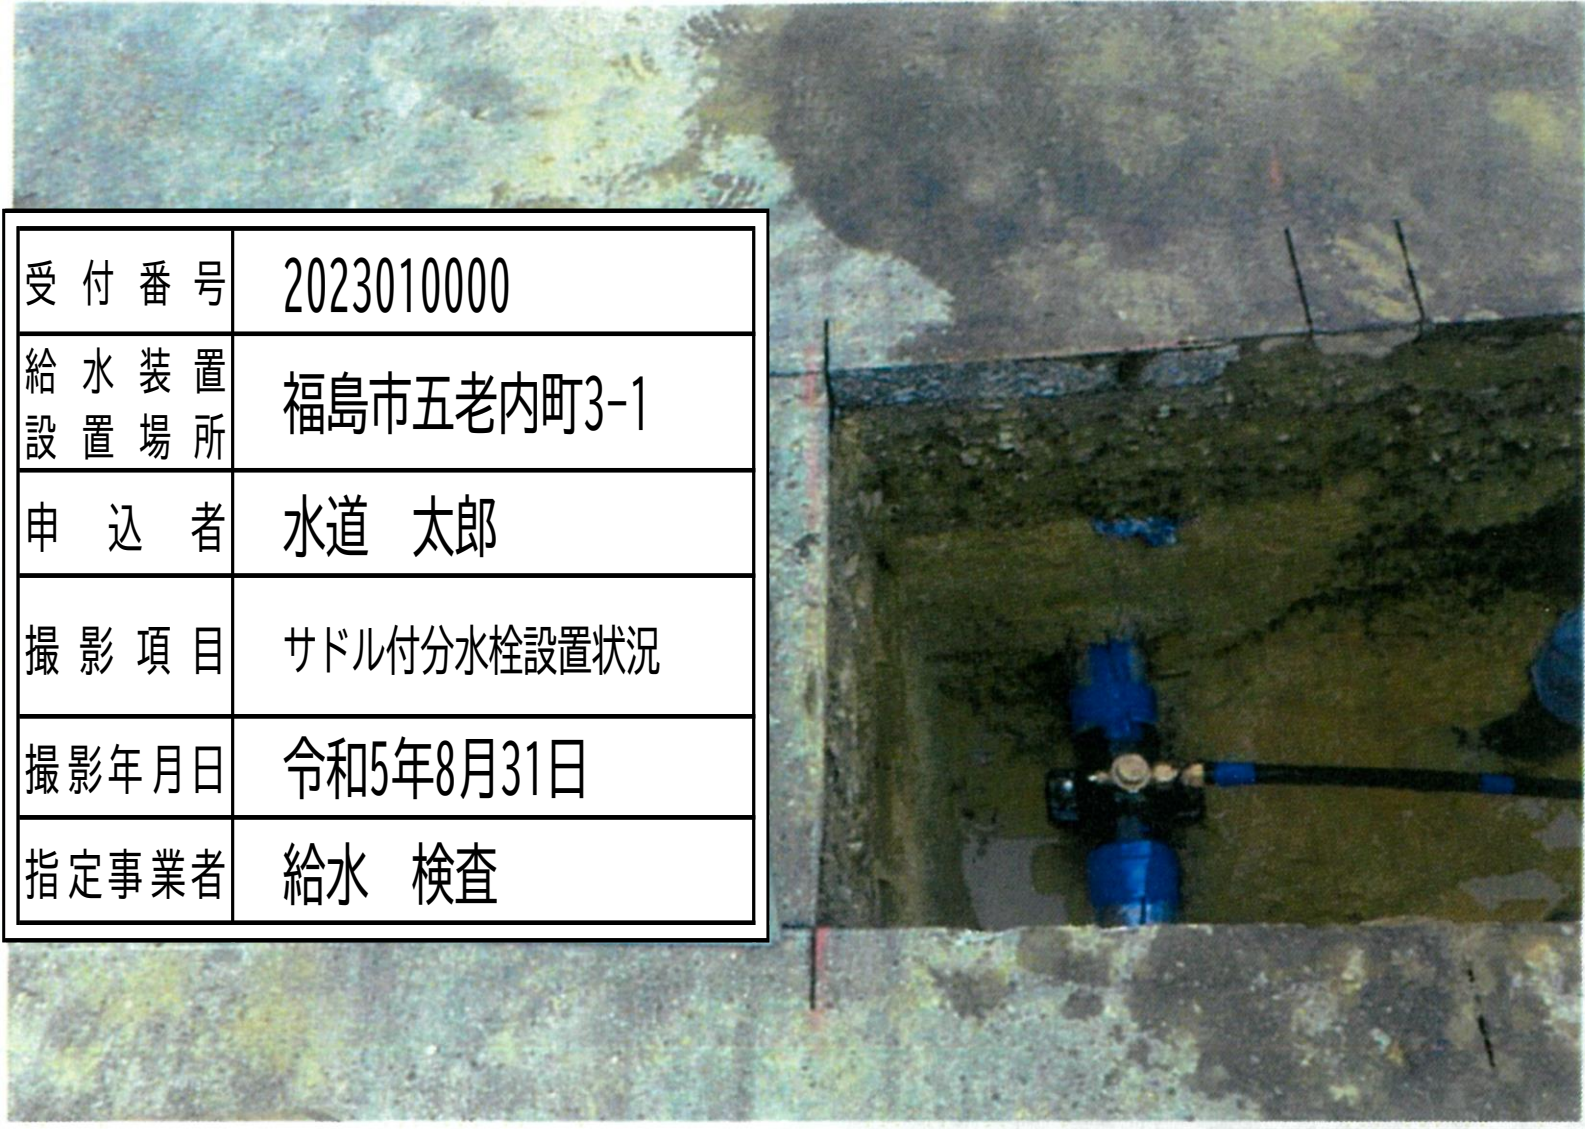 受付番号 2023010000
給水装置
設置場所 福島市五老内町3-1
申込者 水道 太郎
撮影項目 サドル付分水栓設置状況
撮影年月日 令和5年8月31日
指定事業者 給水 検査